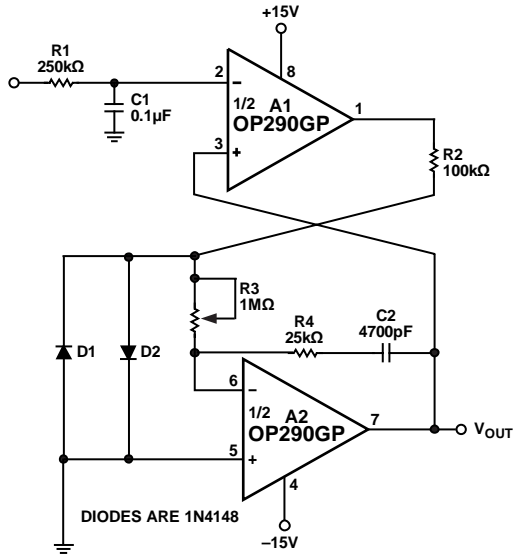 +15V
R1
250kΩ
2
8
C1
0.1µF
1/2
A1
OP290GP
1
3
R2
100kΩ
R3
1MΩ
R4
25kΩ
C2
4700pF
D1
D2
6
1/2
A2
OP290GP
7
VOUT
5
4
DIODES ARE 1N4148
–15V